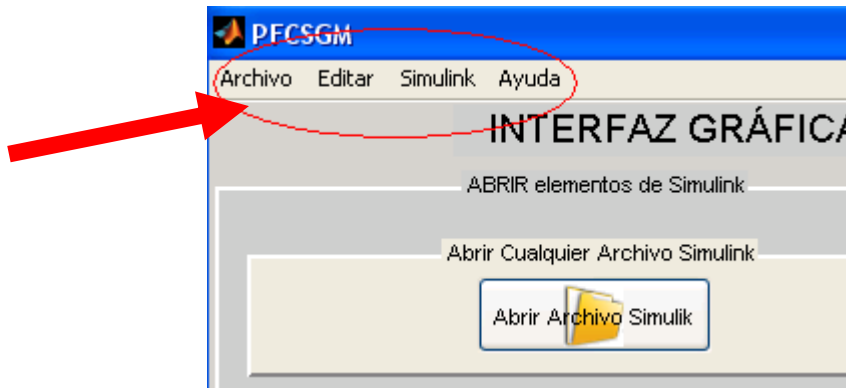 PFCSGM
Archivo Editar Simulink Ayuda
INTERFAZ GRÁFICA
ABRIR elementos de Simulink
Abrir Cualquier Archivo Simulink
Abrir Archivo Simulik